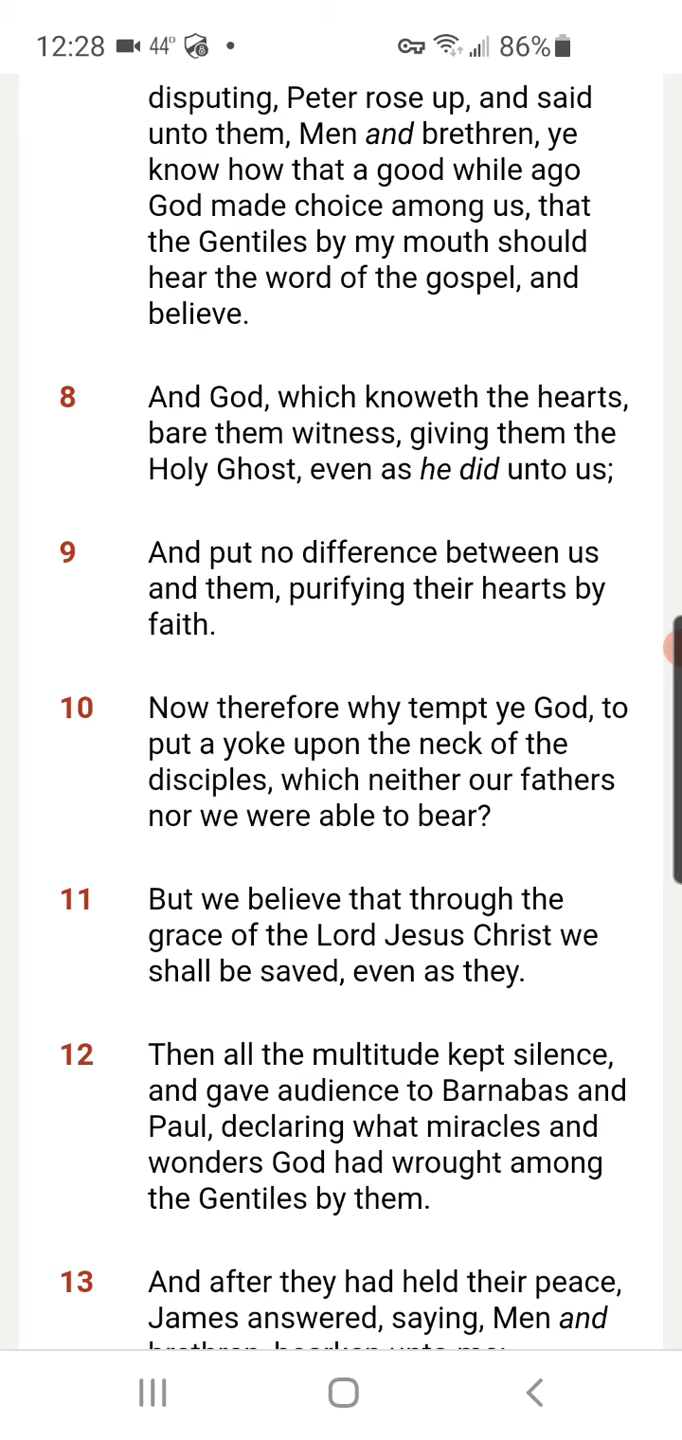 12:28 44° 86%
disputing, Peter rose up, and said
unto them, Men and brethren, ye
know how that a good while ago
God made choice among us, that
the Gentiles by my mouth should
hear the word of the gospel, and
believe.
8 And God, which knoweth the hearts,
bare them witness, giving them the
Holy Ghost, even as he did unto us;
9 And put no difference between us
and them, purifying their hearts by
faith.
10 Now therefore why tempt ye God, to
put a yoke upon the neck of the
disciples, which neither our fathers
nor we were able to bear?
11 But we believe that through the
grace of the Lord Jesus Christ we
shall be saved, even as they.
12 Then all the multitude kept silence,
and gave audience to Barnabas and
Paul, declaring what miracles and
wonders God had wrought among
the Gentiles by them.
13 And after they had held their peace,
James answered, saying, Men and